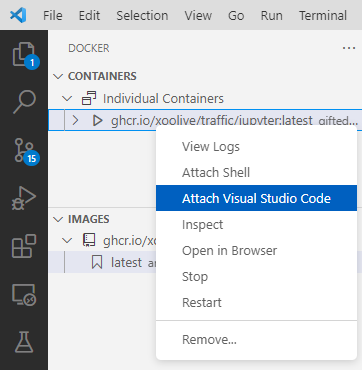 File Edit Selection View Go Run Terminal
DOCKER
1
CONTAINERS
Individual Containers
ghcr.io/xoolive/traffic/jupyter:latest gifted...
15
View Logs
Attach Shell
Attach Visual Studio Code
IMAGES
Inspect
ghcr.io/xo
Open in Browser
latest
Stop
Restart
Remove...